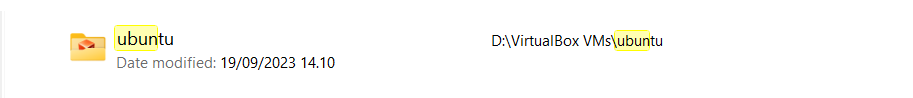 ubuntu
Date modified: 19/09/2023 14.10
D:\VirtualBox VMs\ubuntu